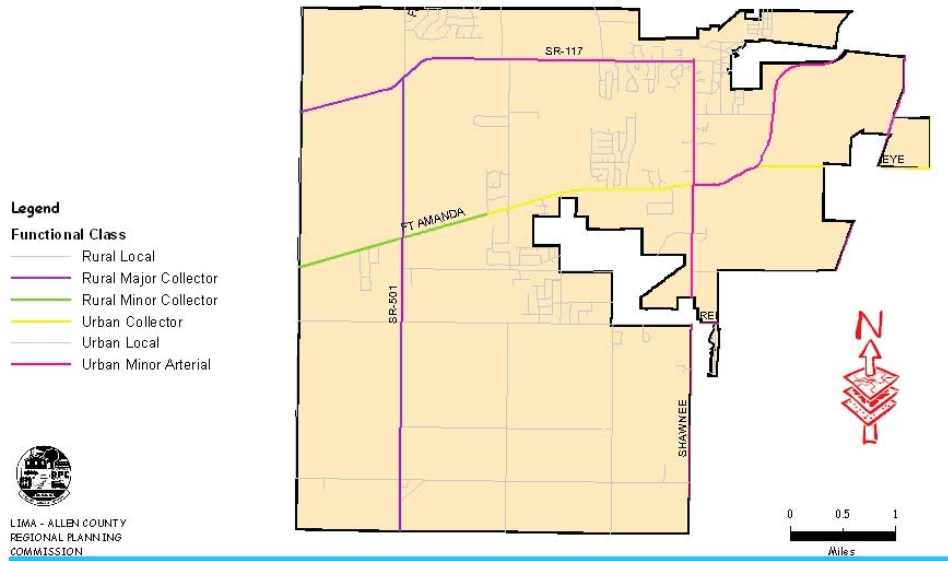 SR-117
EYE
FT AMANDA
SR-501
SHAWNEE
Legend
Functional Class
Rural Local
Rural Major Collector
Rural Minor Collector
Urban Collector
Urban Local
Urban Minor Arterial
N
LIMA - ALLEN COUNTY
REGIONAL PLANNING
COMMISSION
0 0.5 1
Miles